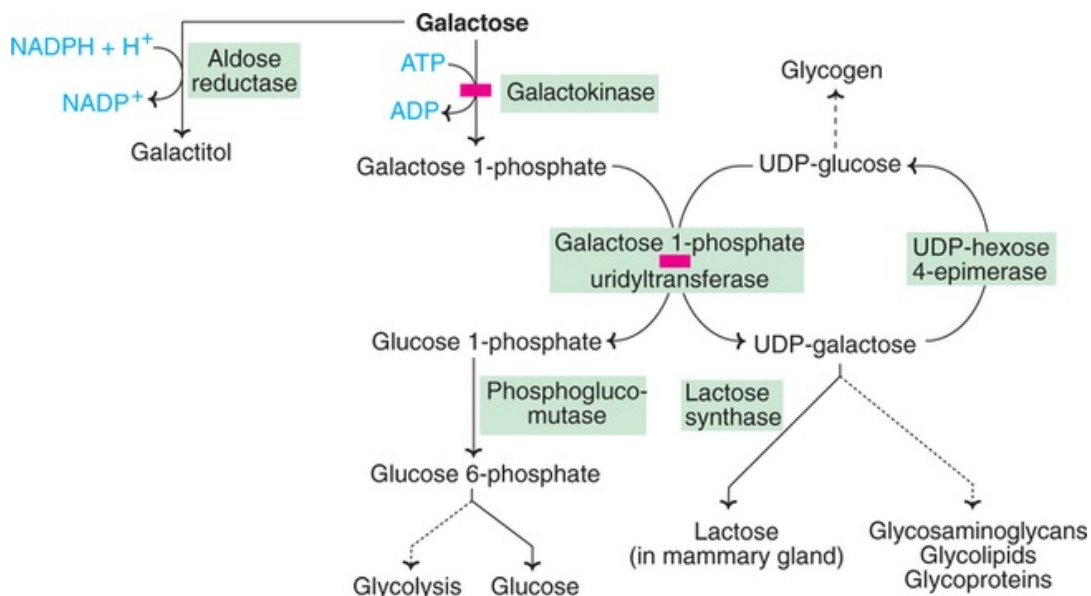 Galactose
NADPH + H⁺
Aldose
reductase
NADP⁺
Galactitol
ATP
Galactokinase
ADP
Glycogen
Galactose 1-phosphate
UDP-glucose
Galactose 1-phosphate
uridyltransferase
UDP-hexose
4-epimerase
Glucose 1-phosphate
UDP-galactose
Phosphogluco-
mutase
Lactose
synthase
Glucose 6-phosphate
Lactose
(in mammary gland)
Glycosaminoglycans
Glycolipids
Glycoproteins
Glycolysis
Glucose